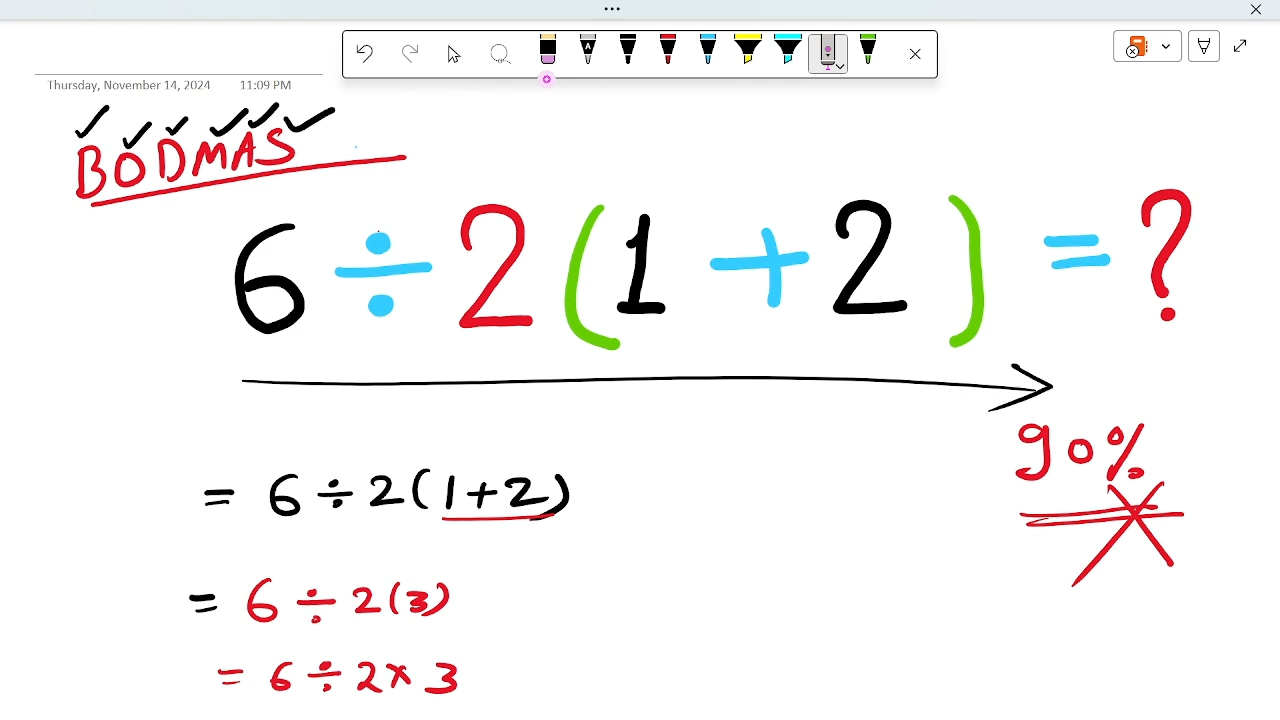 Thursday, November 14, 2024 11:09 PM
BODMAS
6 ÷ 2 ( 1 + 2 ) = ?
90%
= 6 ÷ 2 ( 1 + 2 )
= 6 ÷ 2 ( 3 )
= 6 ÷ 2 × 3